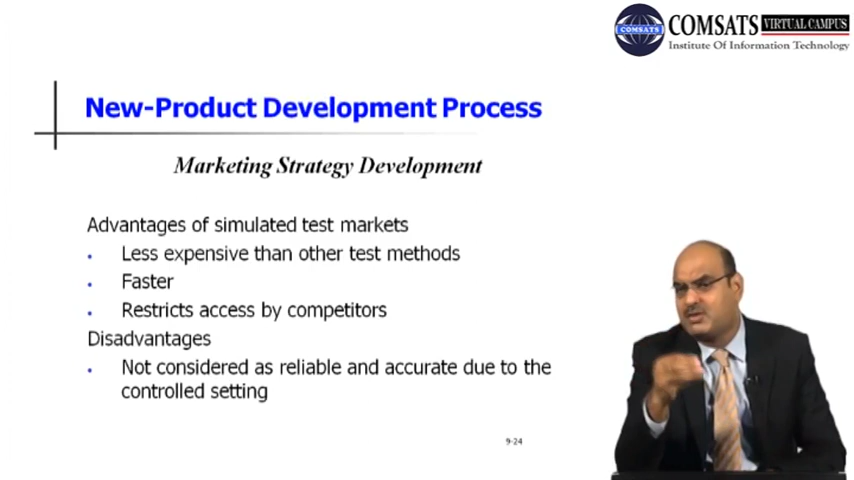 COMSATS
COMSATS VIRTUAL CAMPUS
Institute Of Information Technology
New-Product Development Process
Marketing Strategy Development
Advantages of simulated test markets
• Less expensive than other test methods
• Faster
• Restricts access by competitors
Disadvantages
• Not considered as reliable and accurate due to the
controlled setting
9-24